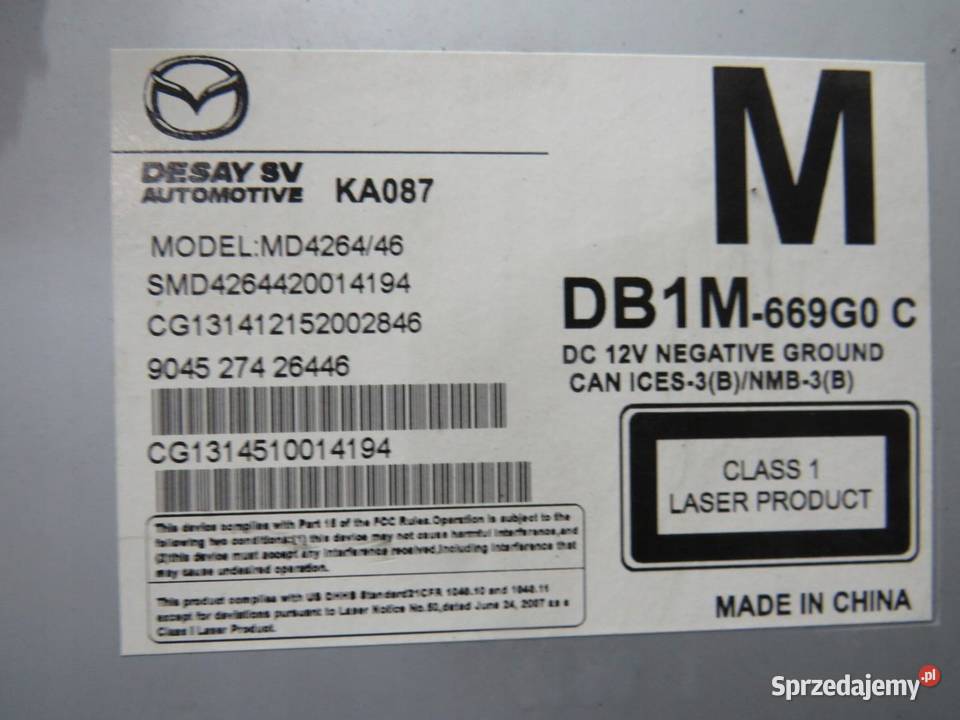 M
DESAY SV
AUTOMOTIVE KA087
MODEL:MD4264/46
SMD4264420014194
CG131412152002846
9045 274 26446
CG1314510014194
DB1M-669G0 C
DC 12V NEGATIVE GROUND
CAN ICES-3(B)/NMB-3(B)
CLASS 1
LASER PRODUCT
This device complies with Part 15 of the FCC Rules.Operation is subject to the
following two conditions:(1) this device may not cause harmful interference,and
(2)this device must accept any interference received,including interference that
may cause undesired operation.
This product complies with US DHHS Standard21CFR 1040.10 and 1040.11
except for deviations pursuant to Laser Notice No.50,dated June 24, 2007 as a
Class I Laser Product.
MADE IN CHINA
Sprzedajemy.pl